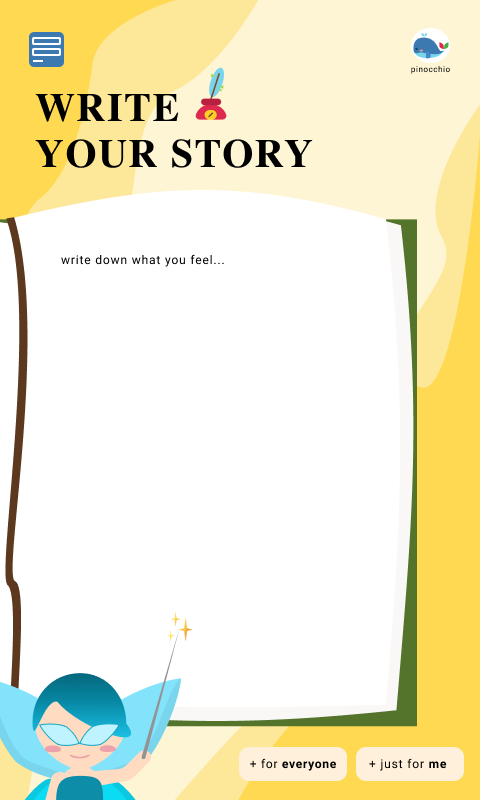 pinocchio
WRITE
YOUR STORY
write down what you feel...
+ for everyone
+ just for me